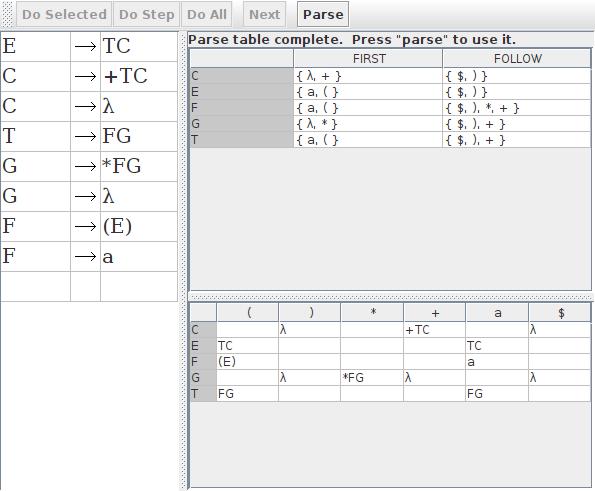 Do Selected Do Step Do All Next Parse
E → TC
C → +TC
C → λ
T → FG
G → *FG
G → λ
F → (E)
F → a
Parse table complete. Press "parse" to use it.
FIRST FOLLOW
C { λ, + } { $, ) }
E { a, ( } { $, ) }
F { a, ( } { $, ), *, + }
G { λ, * } { $, ), + }
T { a, ( } { $, ), + }
( ) * + a $
C λ +TC λ
E TC TC
F (E) a
G λ *FG λ λ
T FG FG